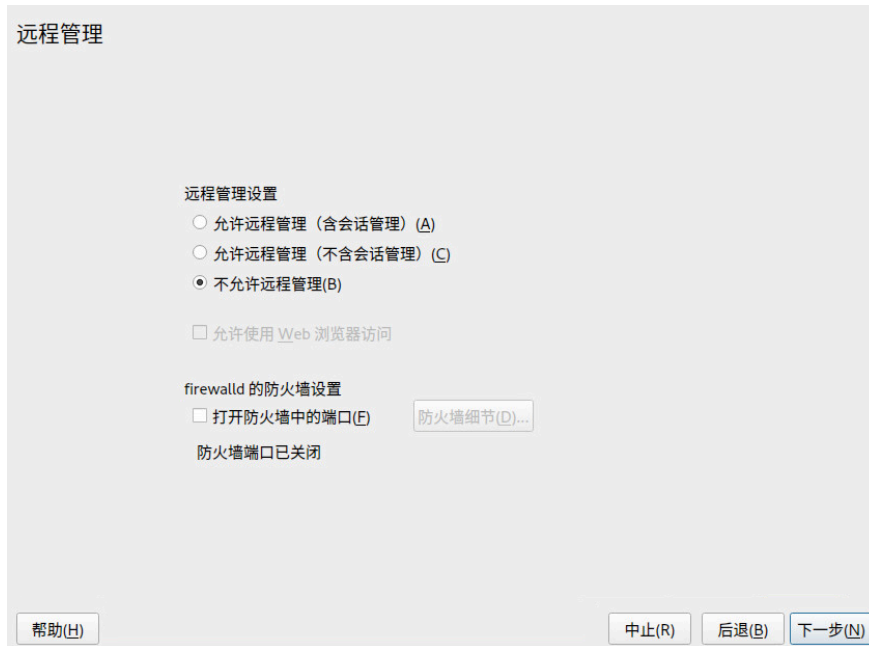 远程管理
远程管理设置
允许远程管理（含会话管理）(A)
允许远程管理（不含会话管理）(C)
不允许远程管理(B)
允许使用 Web 浏览器访问
firewalld 的防火墙设置
打开防火墙中的端口(F) 防火墙细节(D)...
防火墙端口已关闭
帮助(H) 中止(R) 后退(B) 下一步(N)